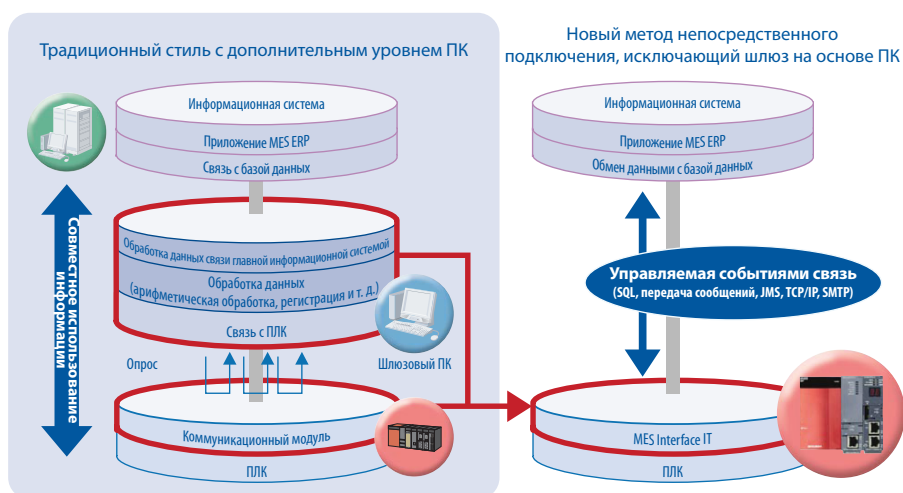 Традиционный стиль с дополнительным уровнем ПК
Информационная система
Приложение MES ERP
Связь с базой данных
Совместное использование
информации
Обработка данных связи главной информационной системой
Обработка данных
(арифметическая обработка, регистрация и т. д.)
Связь с ПЛК
Опрос
Шлюзовый ПК
Коммуникационный модуль
ПЛК
Новый метод непосредственного
подключения, исключающий шлюз на основе ПК
Информационная система
Приложение MES ERP
Обмен данными с базой данных
Управляемая событиями связь
(SQL, передача сообщений, JMS, TCP/IP, SMTP)
MES Interface IT
ПЛК